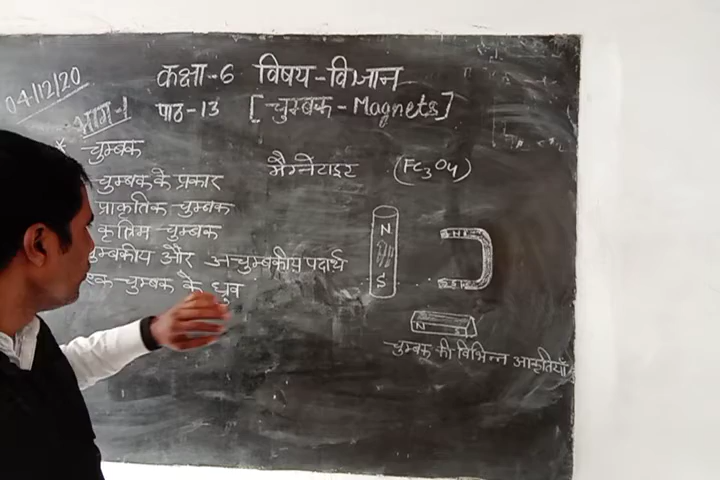 04/12/20
कक्षा-6 विषय-विज्ञान
भाग-1 पाठ-13 [चुम्बक - Magnets]
* चुम्बक
मैग्नेटाइट (Fe3O4)
चुम्बक के प्रकार
प्राकृतिक चुम्बक
कृत्रिम चुम्बक
चुम्बकीय और अचुम्बकीय पदार्थ
चुम्बक के ध्रुव
N
S
N
S
N S
चुम्बक की विभिन्न आकृतियाँ